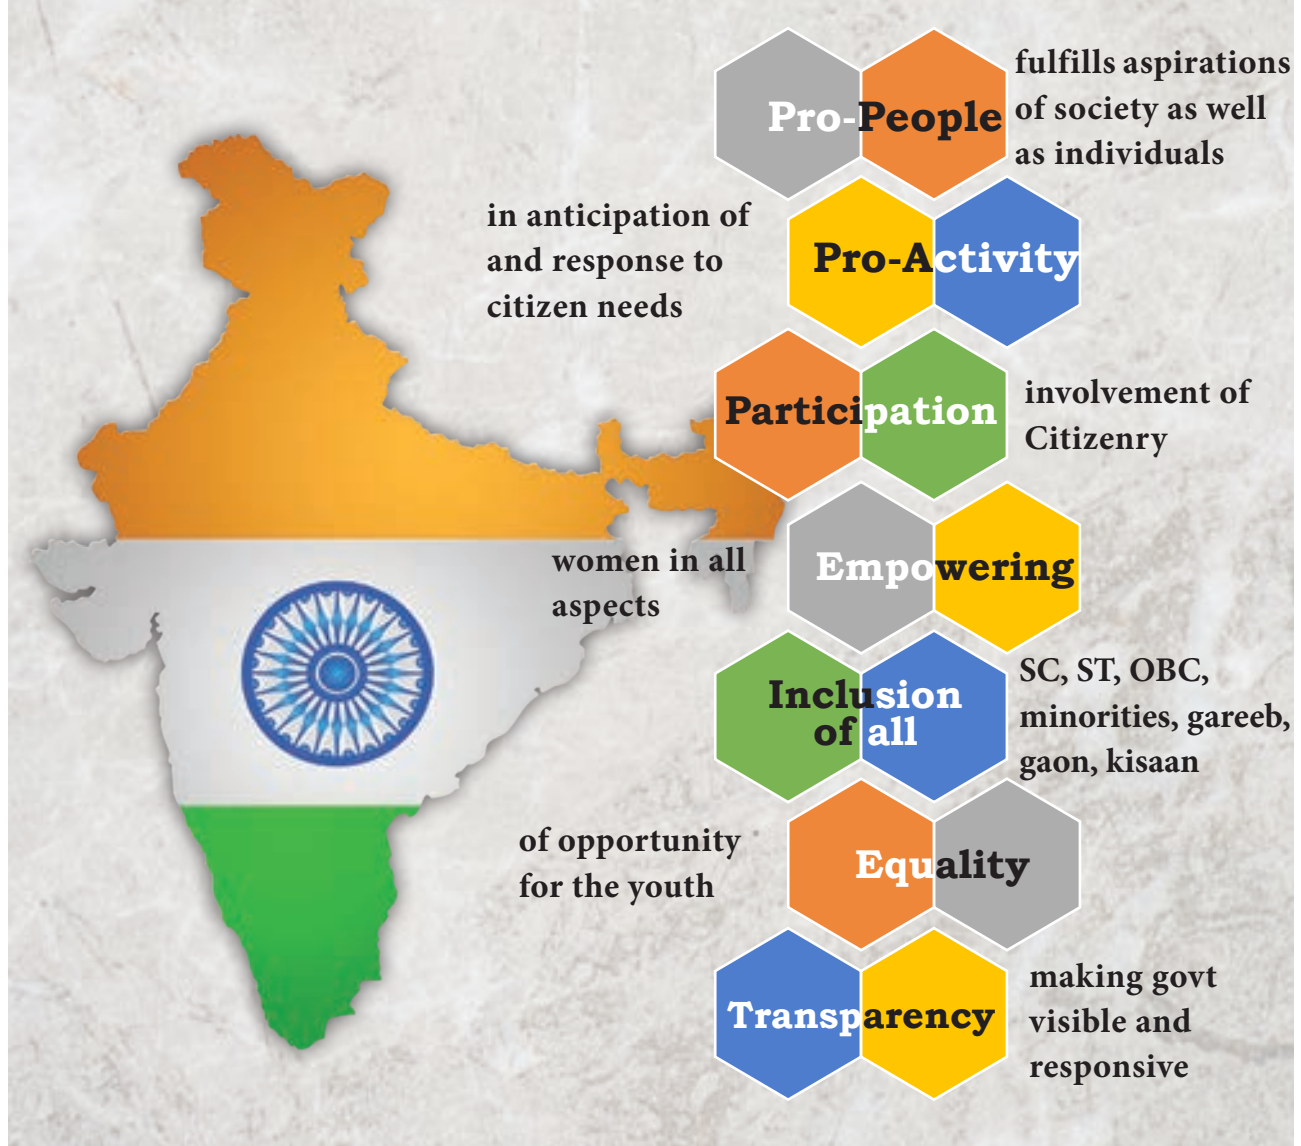 Pro-People
fulfills aspirations
of society as well
as individuals
in anticipation of
and response to
citizen needs
Pro-Activity
Participation
involvement of
Citizenry
women in all
aspects
Empowering
Inclusion
of all
SC, ST, OBC,
minorities, gareeb,
gaon, kisaan
of opportunity
for the youth
Equality
Transparency
making govt
visible and
responsive